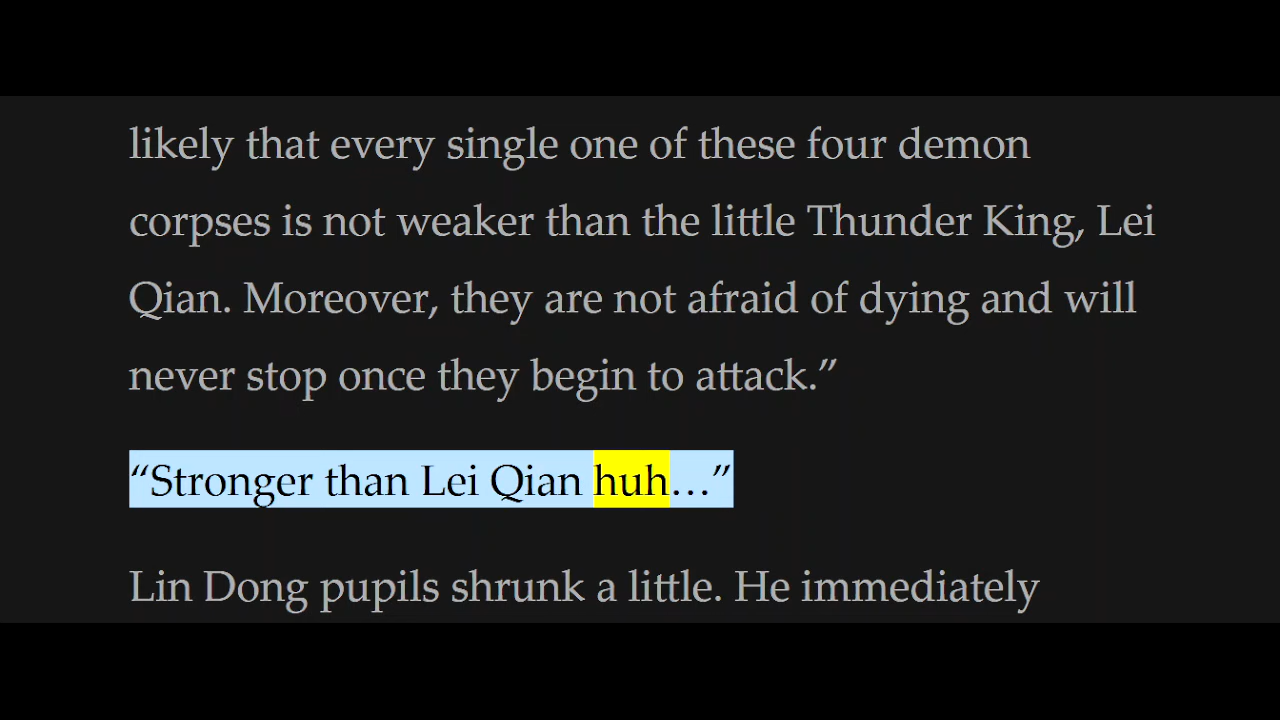 likely that every single one of these four demon
corpses is not weaker than the little Thunder King, Lei
Qian. Moreover, they are not afraid of dying and will
never stop once they begin to attack.”
“Stronger than Lei Qian huh…”
Lin Dong pupils shrunk a little. He immediately